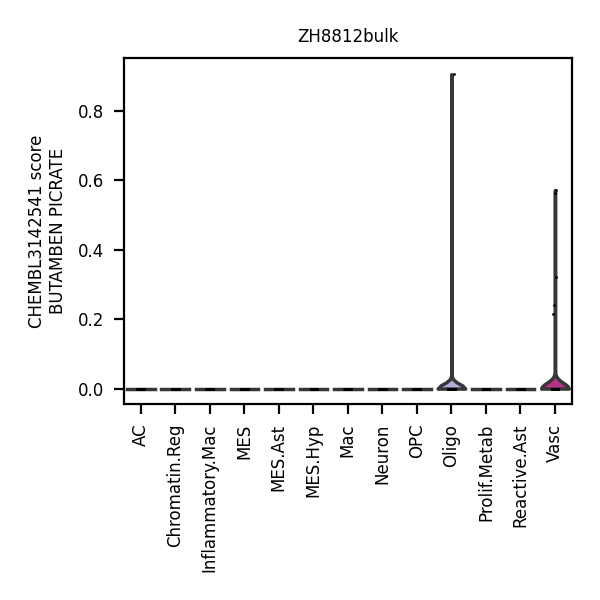 ZH8812bulk
CHEMBL3142541 score
BUTAMBEN PICRATE
0.8
0.6
0.4
0.2
0.0
AC
Chromatin.Reg
Inflammatory.Mac
MES
MES.Ast
MES.Hyp
Mac
Neuron
OPC
Oligo
Prolif.Metab
Reactive.Ast
Vasc